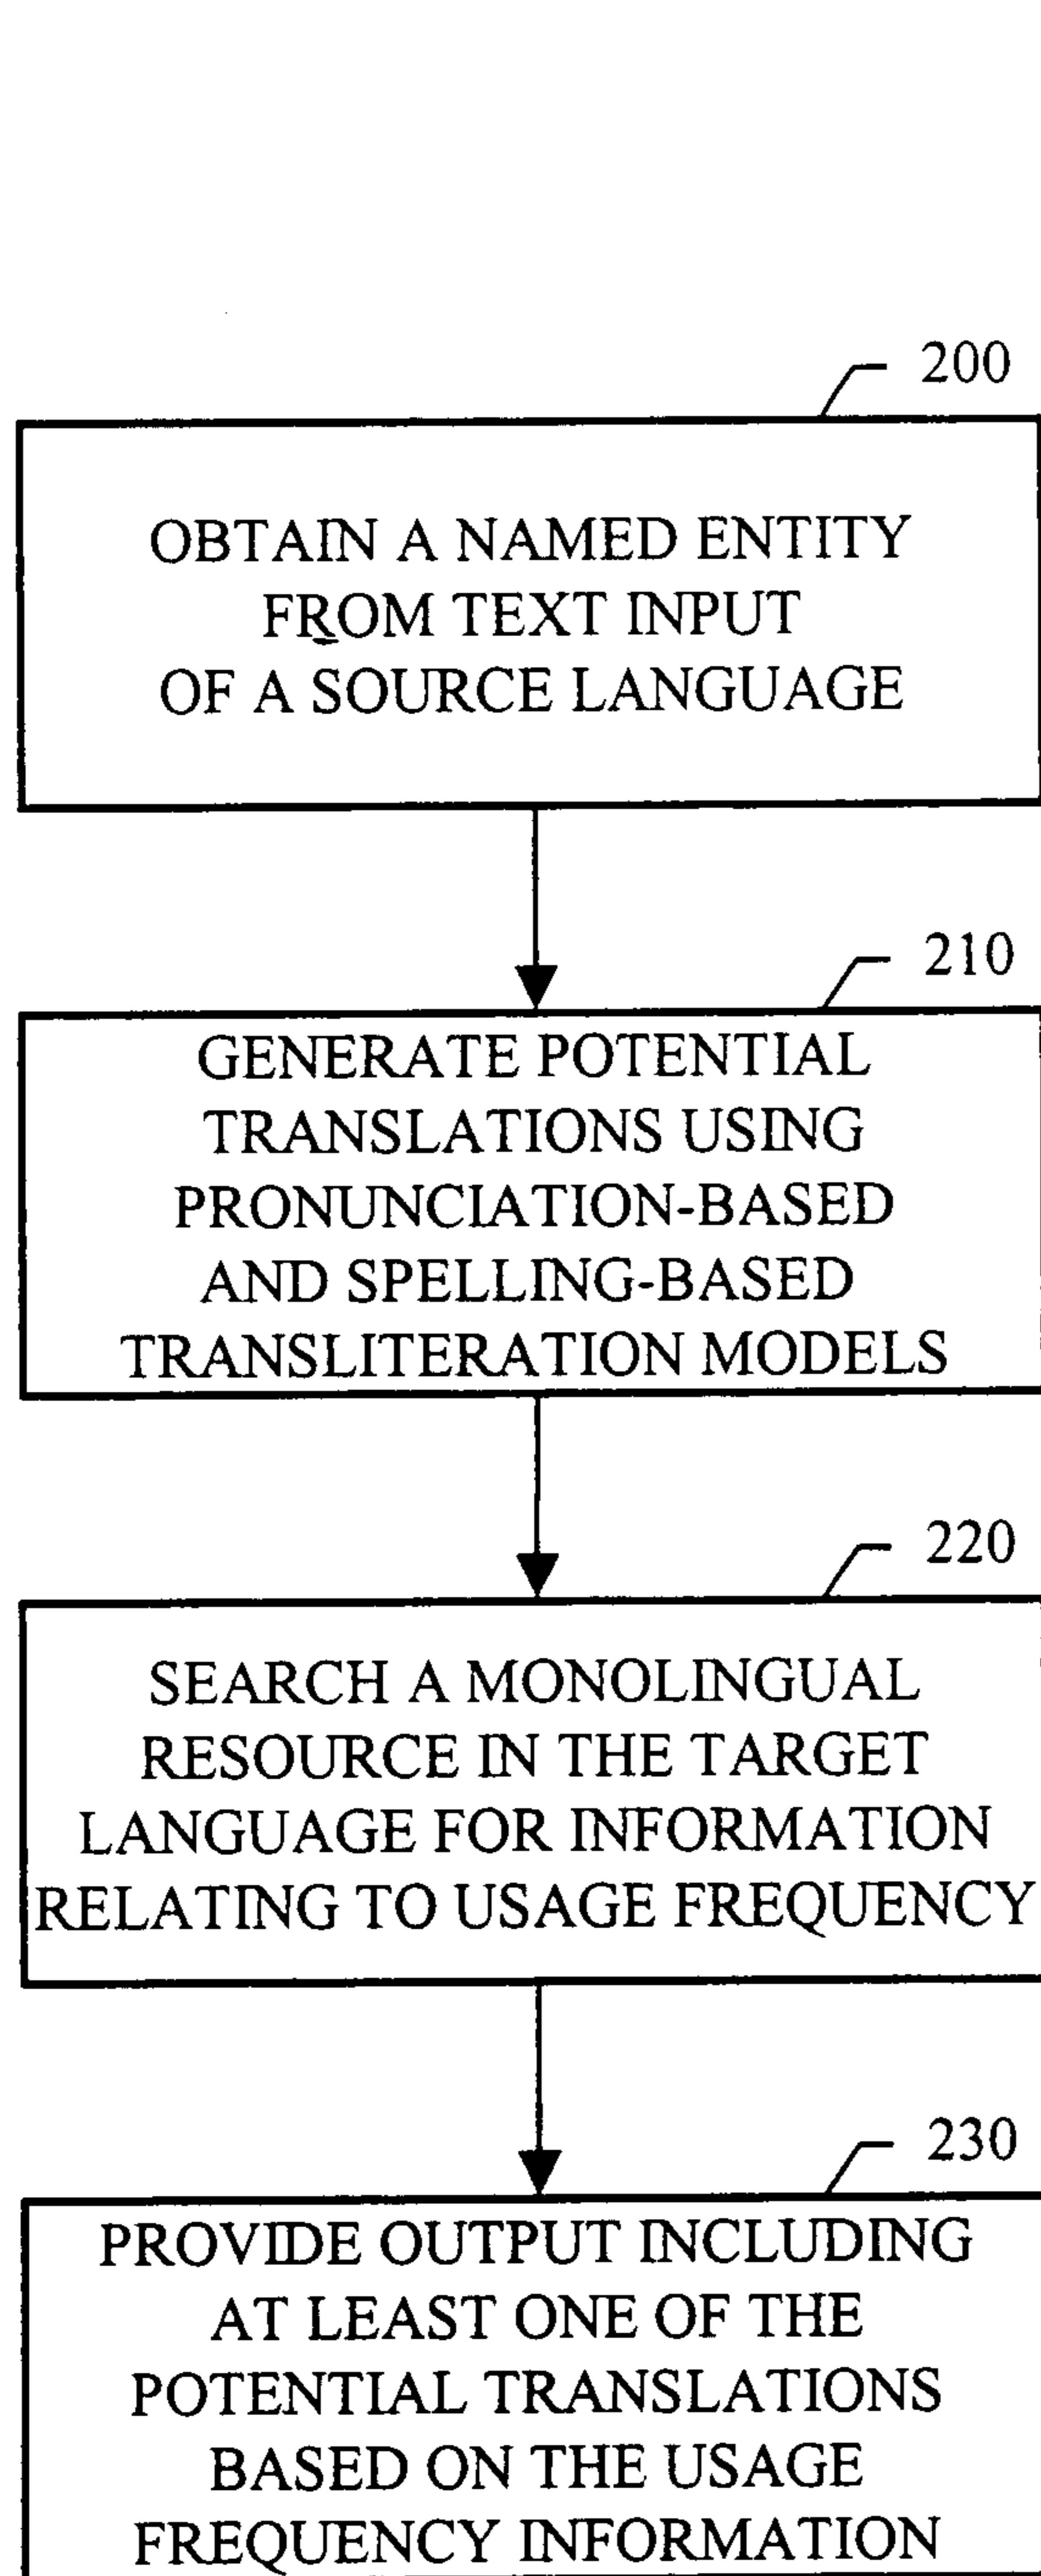 200
OBTAIN A NAMED ENTITY
FROM TEXT INPUT
OF A SOURCE LANGUAGE
210
GENERATE POTENTIAL
TRANSLATIONS USING
PRONUNCIATION-BASED
AND SPELLING-BASED
TRANSLITERATION MODELS
220
SEARCH A MONOLINGUAL
RESOURCE IN THE TARGET
LANGUAGE FOR INFORMATION
RELATING TO USAGE FREQUENCY
230
PROVIDE OUTPUT INCLUDING
AT LEAST ONE OF THE
POTENTIAL TRANSLATIONS
BASED ON THE USAGE
FREQUENCY INFORMATION